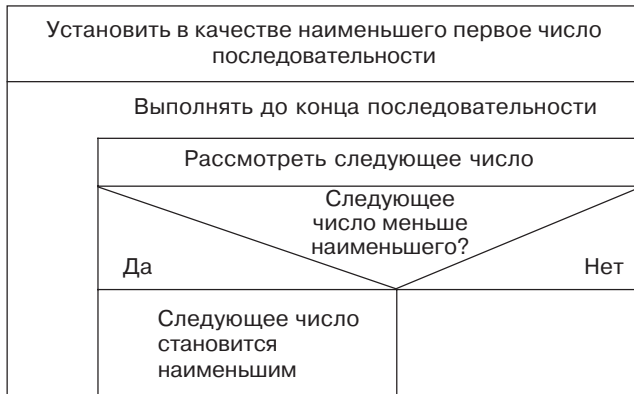 Установить в качестве наименьшего первое число
последовательности
Выполнять до конца последовательности
Рассмотреть следующее число
Следующее
число меньше
наименьшего?
Да
Нет
Следующее число
становится
наименьшим